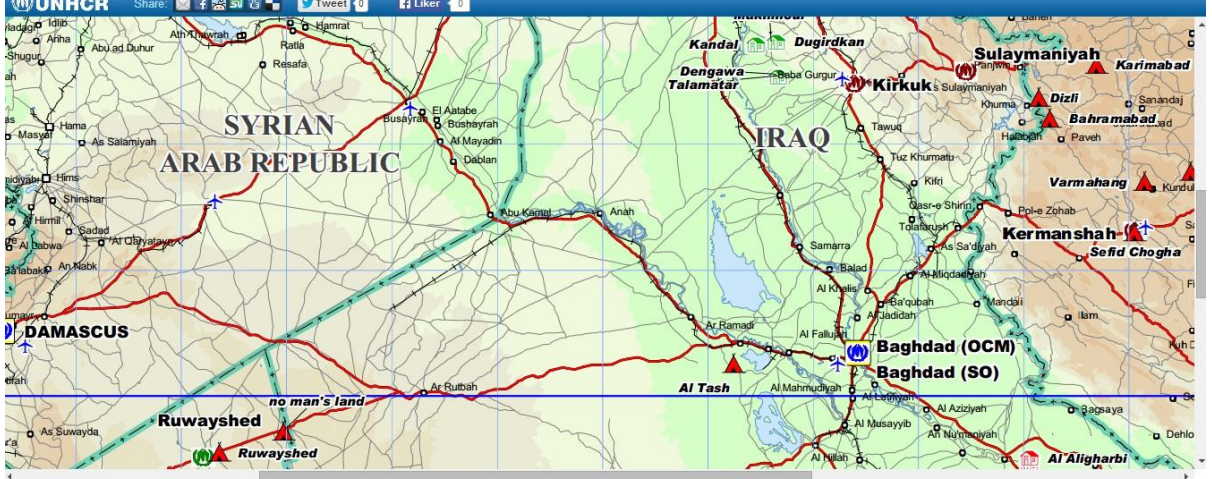 UNHCR Share: Tweet 0 Liker 0
Idlib
Ariha
Shugur
Abu ad Duhur
Ath Thawrah
Hamrat
Ratla
Resafa
Hama
Masyaf
As Salamiyah
Hims
Shinshar
Al Hirmil
Sadad
Al Qaryatayn
An Nabk
DAMASCUS
As Suwayda
SYRIAN
ARAB REPUBLIC
El Aatabe
Busayrah
Bushayrah
Al Mayadin
Dablan
Abu Kamal
Anah
Ar Rutbah
no man's land
Ruwayshed
Ruwayshed
Kandal
Dugirdkan
Dengawa
Talamatar
Baba Gurgur
Kirkuk
Sulaymaniyah
s Sulaymaniyah
Panjwin
Karimabad
Khurma
Dizli
Sanandaj
Bahramabad
Halabjah
Paveh
IRAQ
Tawuq
Tuz Khurmatu
Kifri
Varmahang
Qasr-e Shirin
Pol-e Zohab
Tolafarush
Kermanshah
Sefid Chogha
As Sa'diyah
Samarra
Balad
Al Miqdadiyah
Al Khalis
Ba'qubah
Mandali
Al Jadidah
Ilam
Ar Ramadi
Al Fallujah
Baghdad (OCM)
Baghdad (SO)
Al Tash
Al Mahmudiyah
Al Latifiyah
Al Aziziyah
Bagsaya
Al Musayyib
An Nu'maniyah
Dehlo
Al Hillah
Al Aligharbi